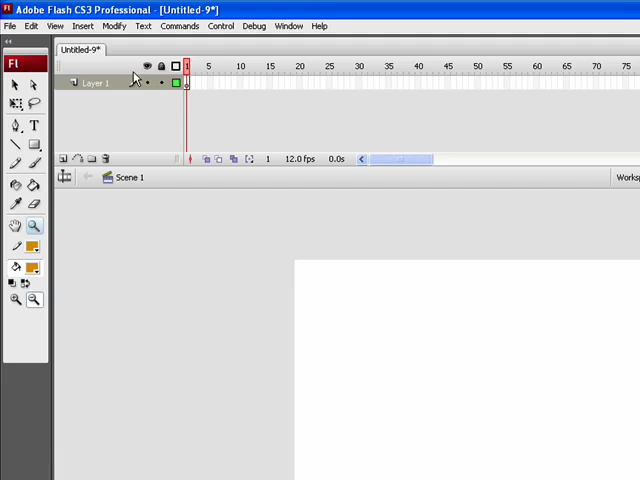 Adobe Flash CS3 Professional - [Untitled-9*]
File Edit View Insert Modify Text Commands Control Debug Window Help
Untitled-9*
Fl
1 5 10 15 20 25 30 35 40 45 50 55 60 65 70 75
Layer 1
1 12.0 fps 0.0s
Scene 1
Worksp